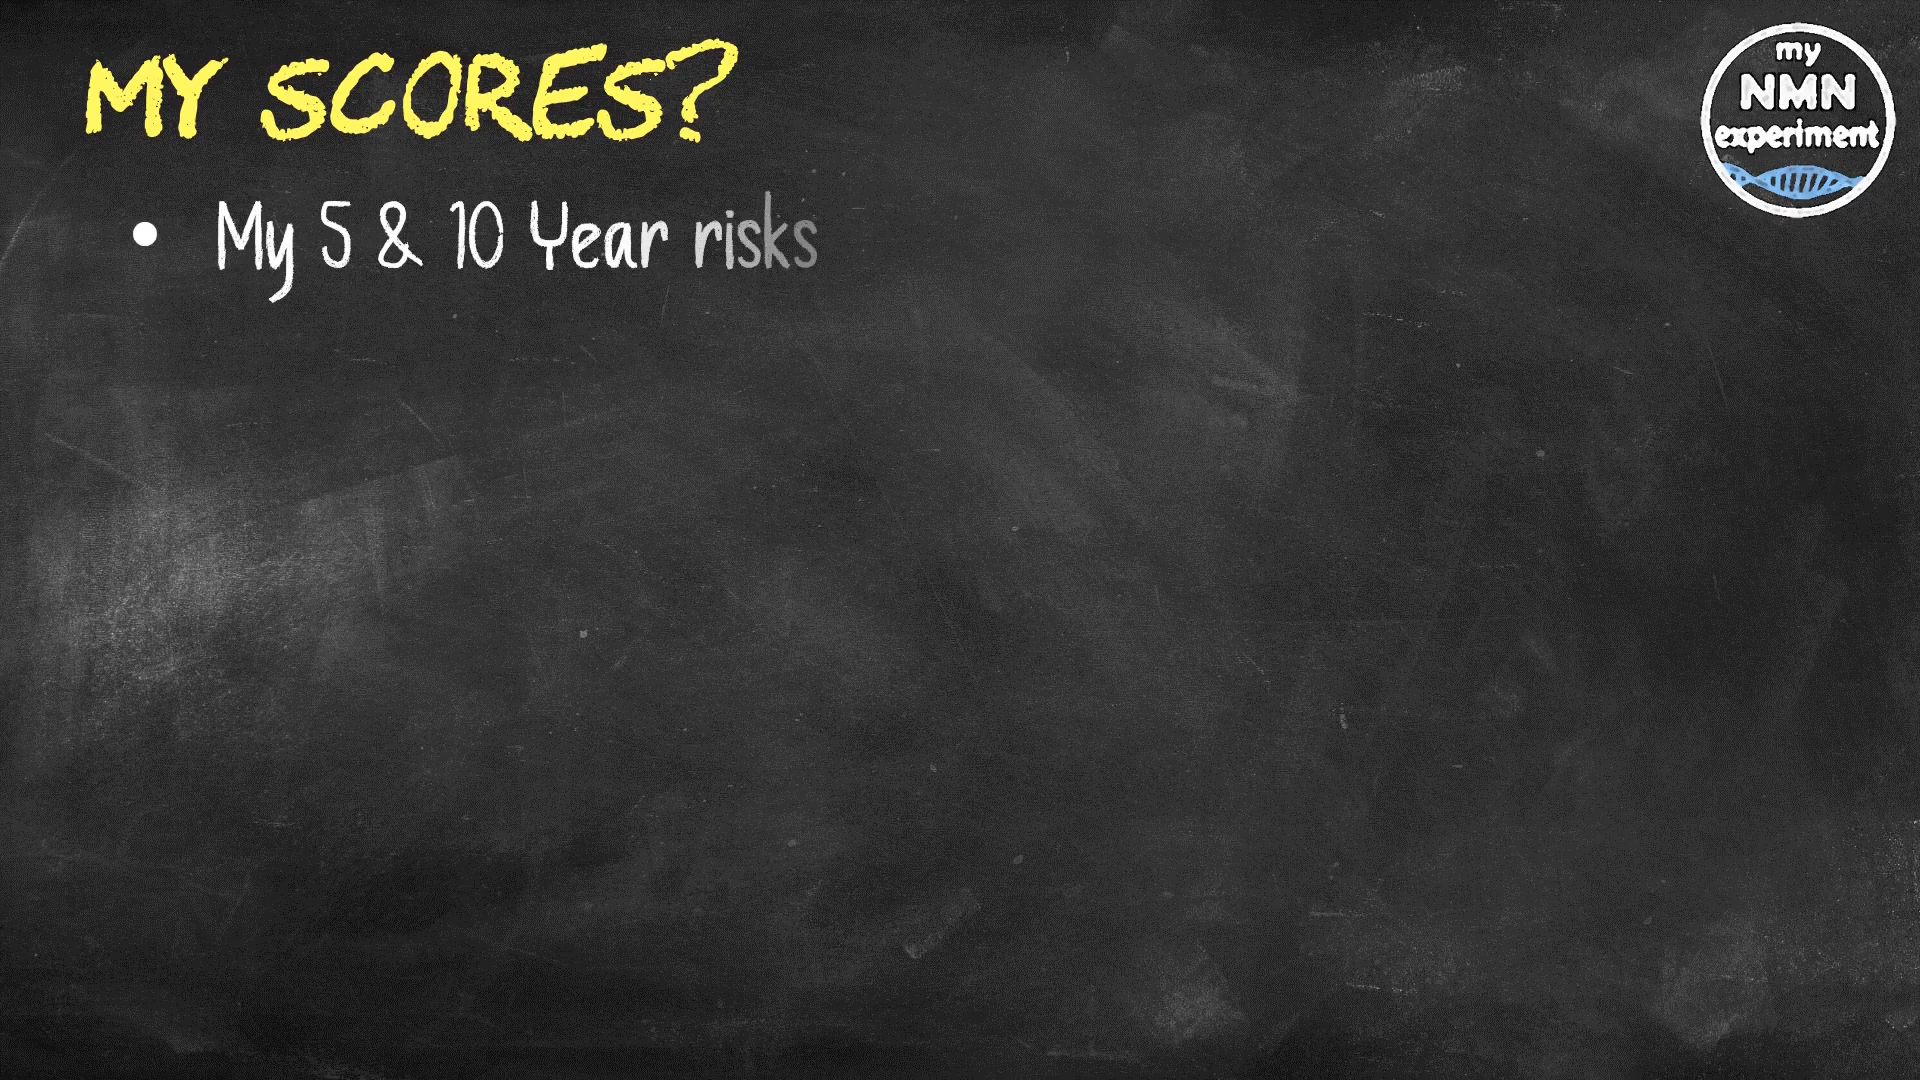 MY SCORES?
• My 5 & 10 Year risks
my
NMN
experiment